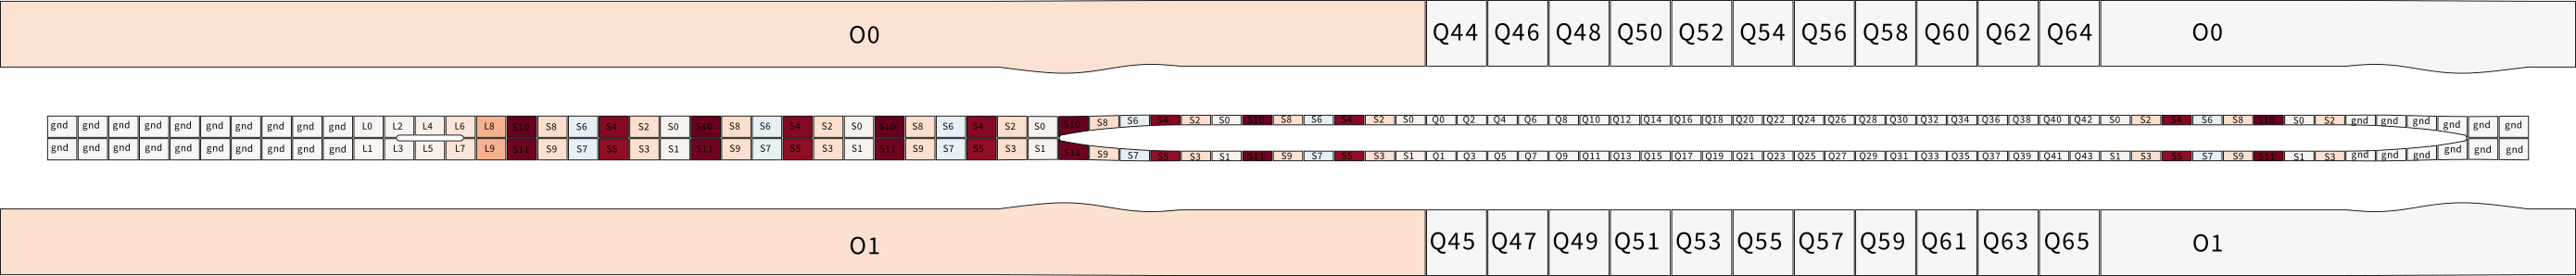 O0 Q44 Q46 Q48 Q50 Q52 Q54 Q56 Q58 Q60 Q62 Q64 O0
gnd gnd gnd gnd gnd gnd gnd gnd gnd gnd L0 L2 L4 L6 L8 S10 S8 S6 S4 S2 S0 S10 S8 S6 S4 S2 S0 S10 S8 S6 S4 S2 S0 S10 S8 S6 S4 S2 S0 S10 S8 S6 S4 S2 S0 Q0 Q2 Q4 Q6 Q8 Q10 Q12 Q14 Q16 Q18 Q20 Q22 Q24 Q26 Q28 Q30 Q32 Q34 Q36 Q38 Q40 Q42 S0 S2 S4 S6 S8 S10 S0 S2 gnd gnd gnd gnd gnd gnd
gnd gnd gnd gnd gnd gnd gnd gnd gnd gnd L1 L3 L5 L7 L9 S11 S9 S7 S5 S3 S1 S11 S9 S7 S5 S3 S1 S11 S9 S7 S5 S3 S1 S11 S9 S7 S5 S3 S1 S11 S9 S7 S5 S3 S1 Q1 Q3 Q5 Q7 Q9 Q11 Q13 Q15 Q17 Q19 Q21 Q23 Q25 Q27 Q29 Q31 Q33 Q35 Q37 Q39 Q41 Q43 S1 S3 S5 S7 S9 S11 S1 S3 gnd gnd gnd gnd gnd gnd
O1 Q45 Q47 Q49 Q51 Q53 Q55 Q57 Q59 Q61 Q63 Q65 O1